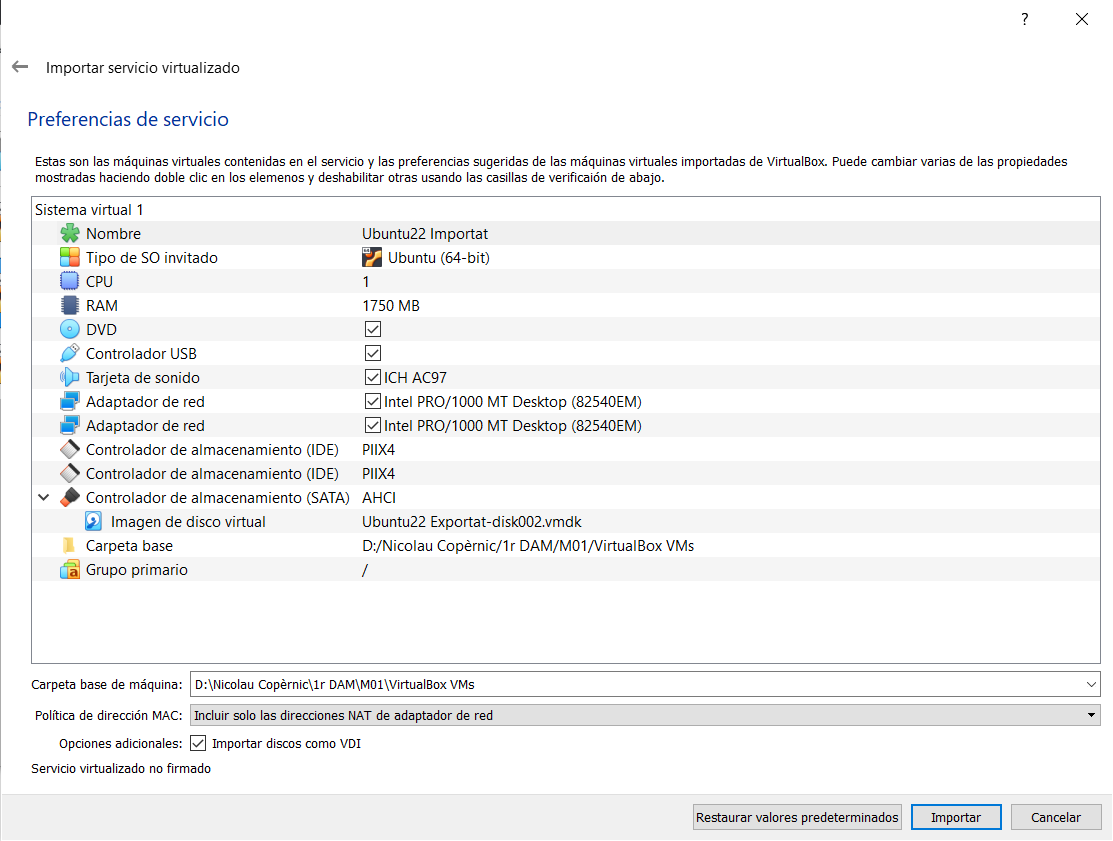 ?
Importar servicio virtualizado
Preferencias de servicio
Estas son las máquinas virtuales contenidas en el servicio y las preferencias sugeridas de las máquinas virtuales importadas de VirtualBox. Puede cambiar varias de las propiedades
mostradas haciendo doble clic en los elemenos y deshabilitar otras usando las casillas de verificaión de abajo.
Sistema virtual 1
Nombre Ubuntu22 Importat
Tipo de SO invitado Ubuntu (64-bit)
CPU 1
RAM 1750 MB
DVD
Controlador USB
Tarjeta de sonido ICH AC97
Adaptador de red Intel PRO/1000 MT Desktop (82540EM)
Adaptador de red Intel PRO/1000 MT Desktop (82540EM)
Controlador de almacenamiento (IDE) PIIX4
Controlador de almacenamiento (IDE) PIIX4
Controlador de almacenamiento (SATA) AHCI
Imagen de disco virtual Ubuntu22 Exportat-disk002.vmdk
Carpeta base D:/Nicolau Copèrnic/1r DAM/M01/VirtualBox VMs
Grupo primario /
Carpeta base de máquina: D:\Nicolau Copèrnic\1r DAM\M01\VirtualBox VMs
Política de dirección MAC: Incluir solo las direcciones NAT de adaptador de red
Opciones adicionales: Importar discos como VDI
Servicio virtualizado no firmado
Restaurar valores predeterminados Importar Cancelar